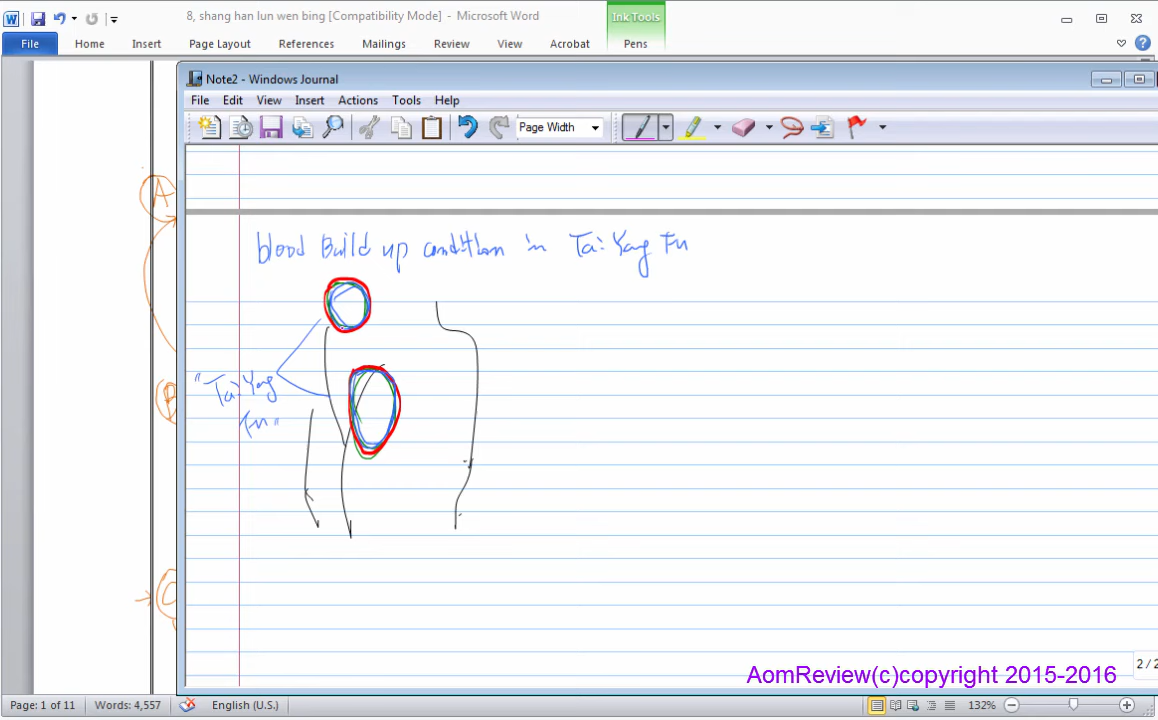 8, shang han lun wen bing [Compatibility Mode] - Microsoft Word
Ink Tools
File Home Insert Page Layout References Mailings Review View Acrobat Pens
Note2 - Windows Journal
File Edit View Insert Actions Tools Help
Page Width
A
blood Build up condition in Tai Yang Fu
"Tai Yang
Fu"
B
C
AomReview(c)copyright 2015-2016
2 / 2
Page: 1 of 11 Words: 4,557 English (U.S.) 132%